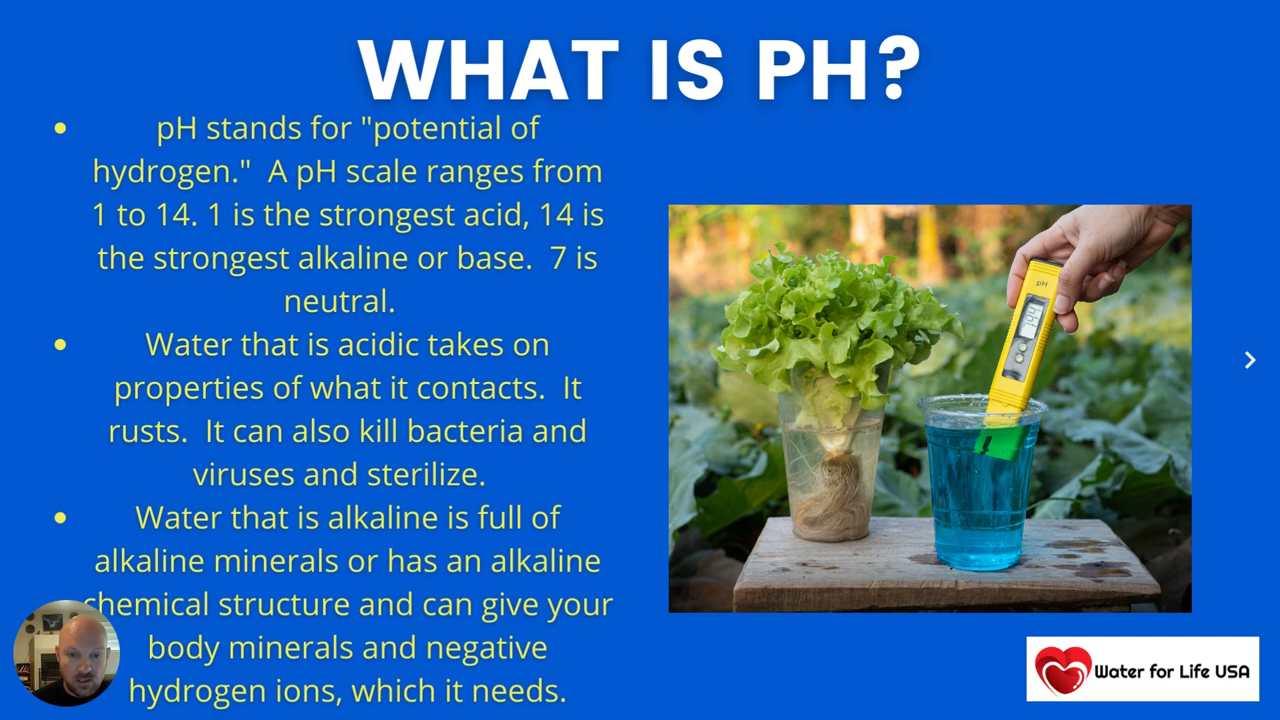 WHAT IS PH?
pH stands for "potential of
hydrogen."  A pH scale ranges from
1 to 14. 1 is the strongest acid, 14 is
the strongest alkaline or base.  7 is
neutral.
Water that is acidic takes on
properties of what it contacts.  It
rusts.  It can also kill bacteria and
viruses and sterilize.
Water that is alkaline is full of
alkaline minerals or has an alkaline
chemical structure and can give your
body minerals and negative
hydrogen ions, which it needs.
pH
Water for Life USA